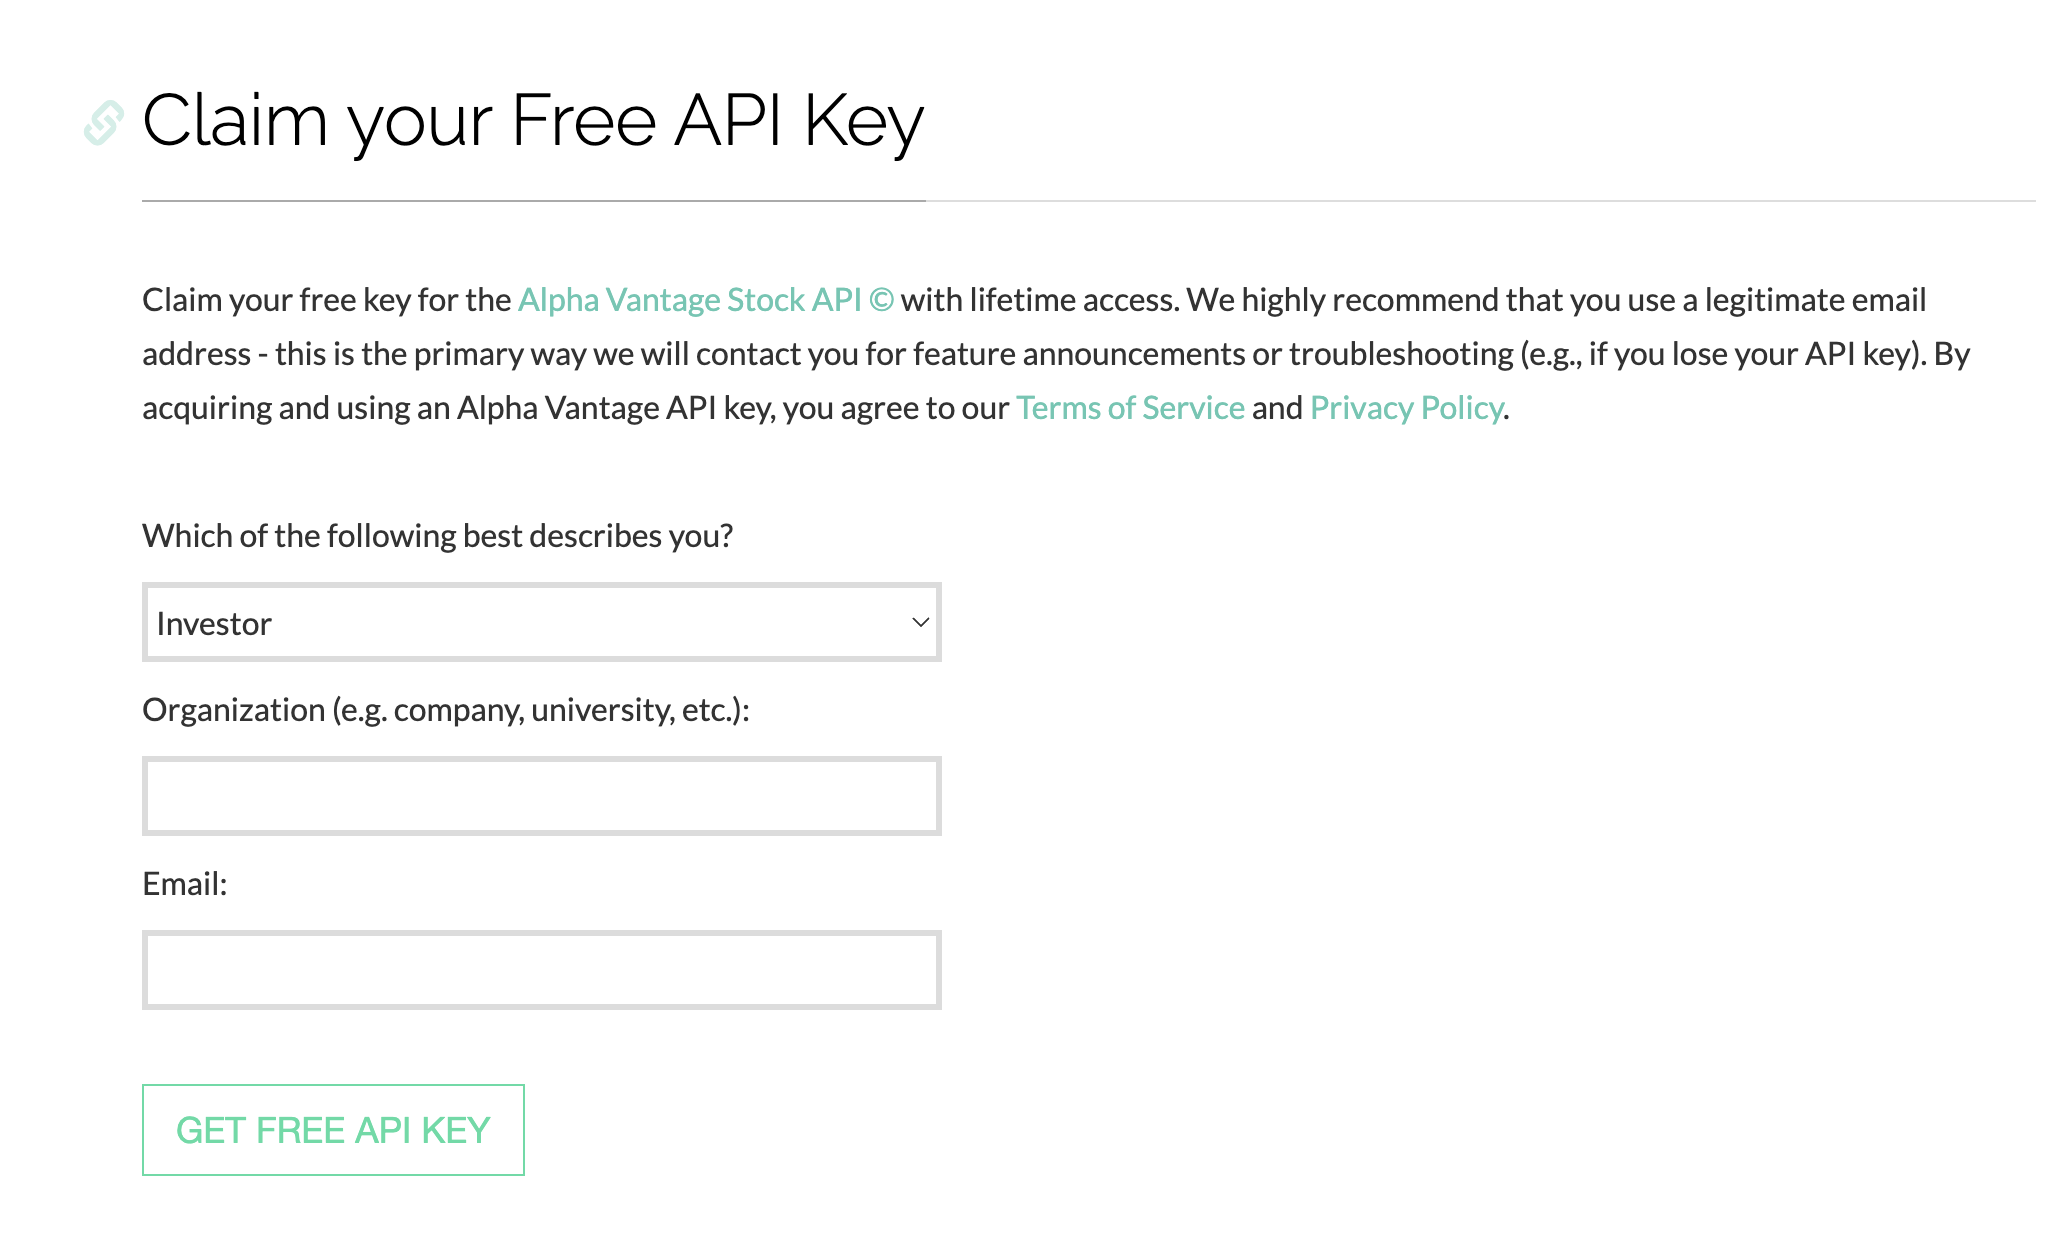 Claim your Free API Key
Claim your free key for the Alpha Vantage Stock API © with lifetime access. We highly recommend that you use a legitimate email
address - this is the primary way we will contact you for feature announcements or troubleshooting (e.g., if you lose your API key). By
acquiring and using an Alpha Vantage API key, you agree to our Terms of Service and Privacy Policy.
Which of the following best describes you?
Investor
Organization (e.g. company, university, etc.):
Email:
GET FREE API KEY